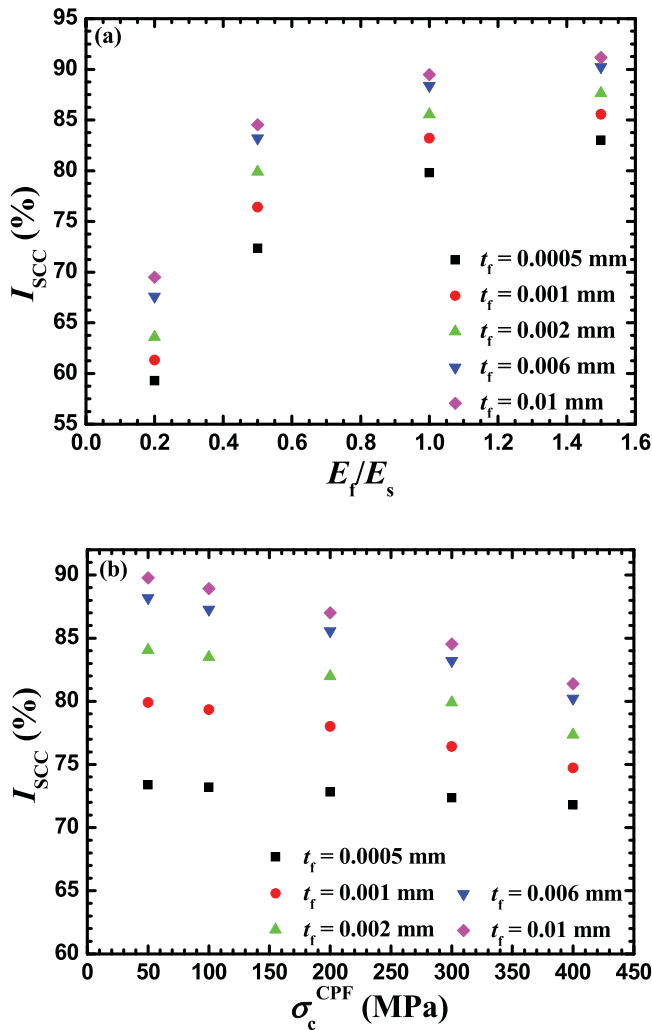 95
(a)
90
85
80
75
70
65
60
55
I_SCC (%)
t_f = 0.0005 mm
t_f = 0.001 mm
t_f = 0.002 mm
t_f = 0.006 mm
t_f = 0.01 mm
0.0 0.2 0.4 0.6 0.8 1.0 1.2 1.4 1.6
E_f/E_s
(b)
90
85
80
75
70
65
60
I_SCC (%)
t_f = 0.0005 mm
t_f = 0.001 mm t_f = 0.006 mm
t_f = 0.002 mm t_f = 0.01 mm
0 50 100 150 200 250 300 350 400 450
σ_c^CPF (MPa)